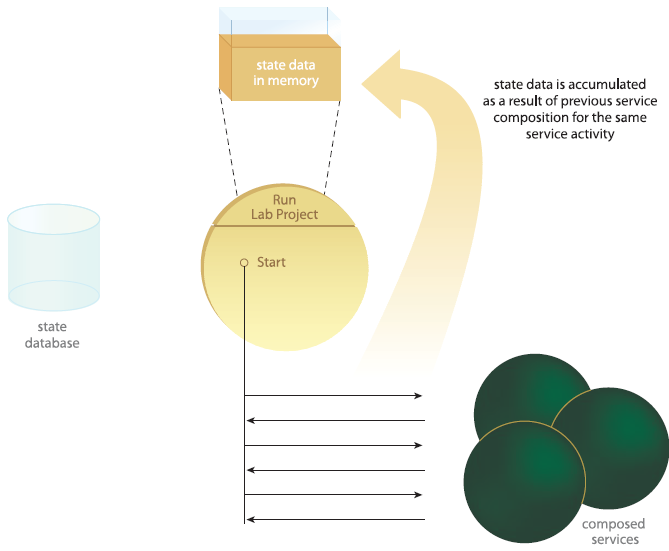 state data
in memory
state data is accumulated
as a result of previous service
composition for the same
service activity
Run
Lab Project
Start
state
database
composed
services